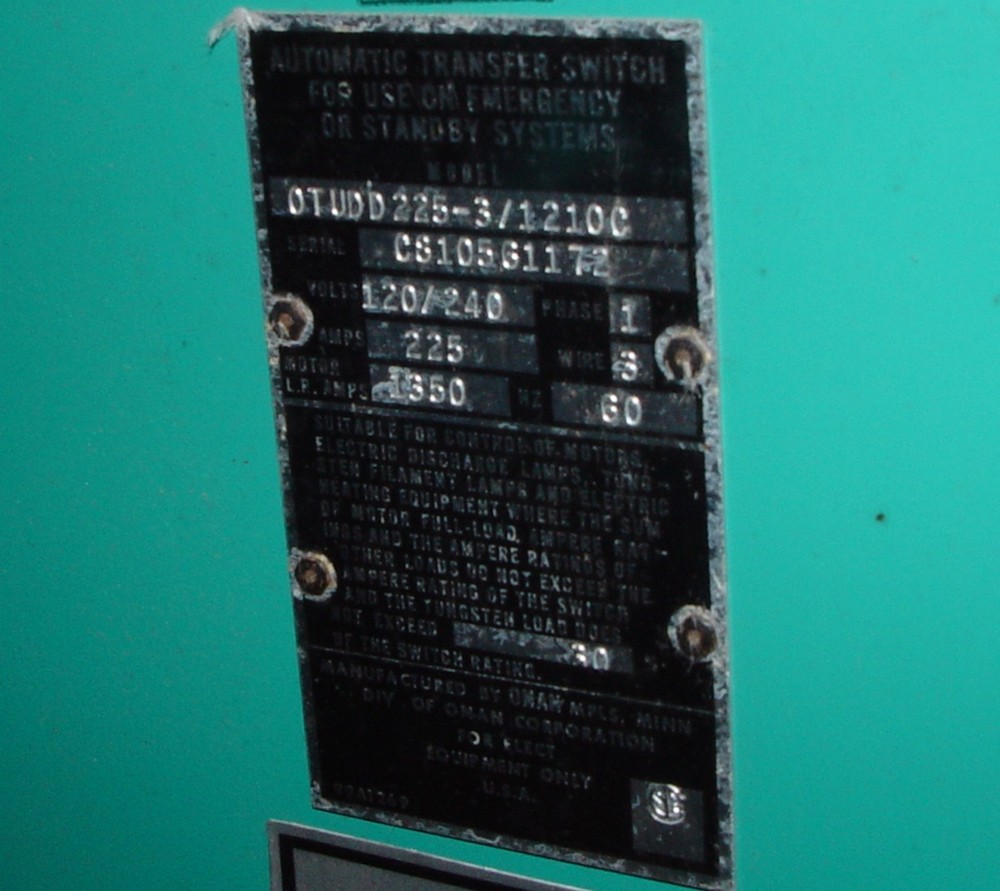 AUTOMATIC TRANSFER SWITCH
FOR USE ON EMERGENCY
OR STANDBY SYSTEMS
MODEL
OTUDD225-3/1210C
SERIAL CS105G1172
VOLTS 120/240 PHASE 1
AMPS 225 WIRE 3
MOTOR
L.R. AMPS 1350 HZ 60
SUITABLE FOR CONTROL OF MOTORS,
ELECTRIC DISCHARGE LAMPS, TUNG-
STEN FILAMENT LAMPS AND ELECTRIC
HEATING EQUIPMENT WHERE THE SUM
OF MOTOR FULL-LOAD, AMPERE RAT-
INGS AND THE AMPERE RATINGS OF
OTHER LOADS DO NOT EXCEED THE
AMPERE RATING OF THE SWITCH
AND THE TUNGSTEN LOAD DOES
NOT EXCEED 30 %
OF THE SWITCH RATING.
MANUFACTURED BY ONAN MPLS. MINN
DIV. OF ONAN CORPORATION
FOR ELECT
EQUIPMENT ONLY
U.S.A.